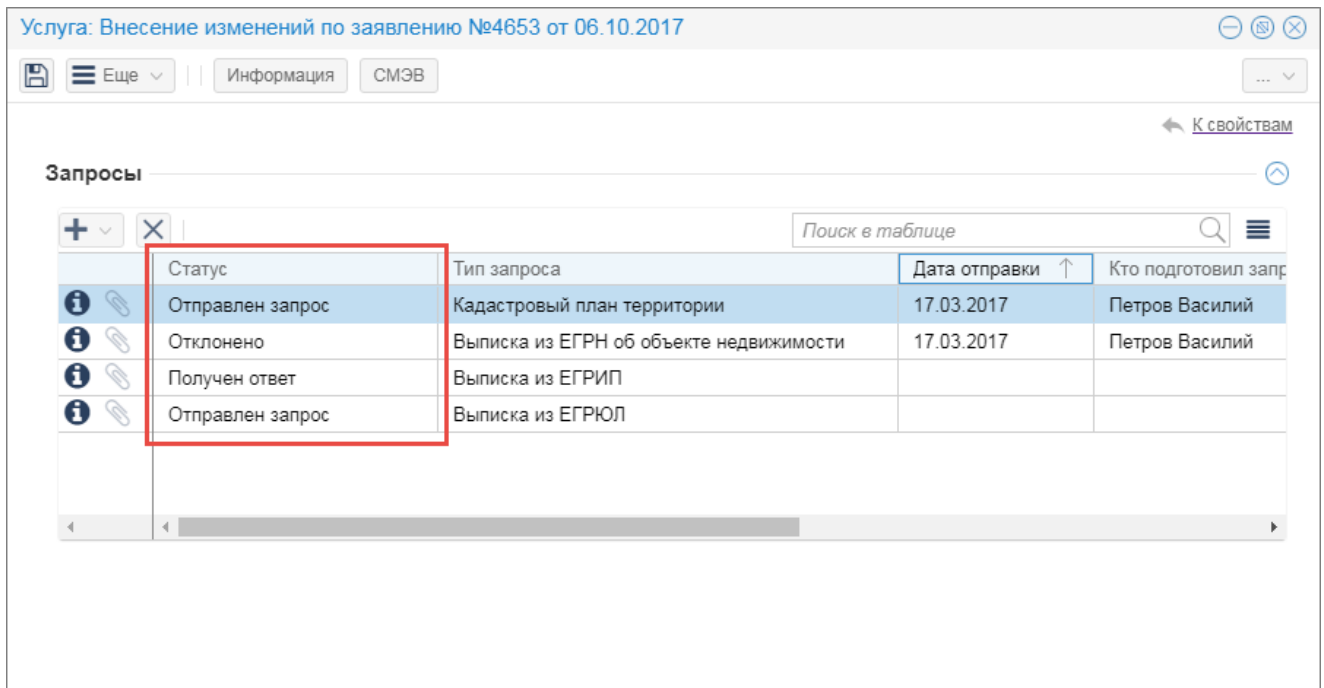 Услуга: Внесение изменений по заявлению №4653 от 06.10.2017
Еще Информация СМЭВ ...
К свойствам
Запросы
Поиск в таблице
Статус Тип запроса Дата отправки Кто подготовил запр
Отправлен запрос Кадастровый план территории 17.03.2017 Петров Василий
Отклонено Выписка из ЕГРН об объекте недвижимости 17.03.2017 Петров Василий
Получен ответ Выписка из ЕГРИП
Отправлен запрос Выписка из ЕГРЮЛ